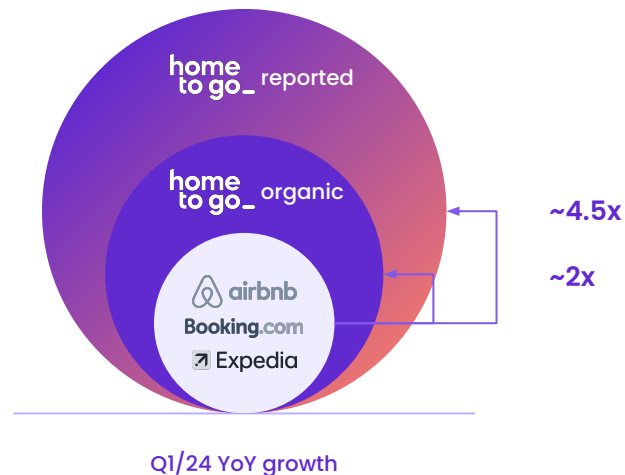 home
to go_ reported
home
to go_ organic
airbnb
Booking.com
Expedia
~4.5x
~2x
Q1/24 YoY growth